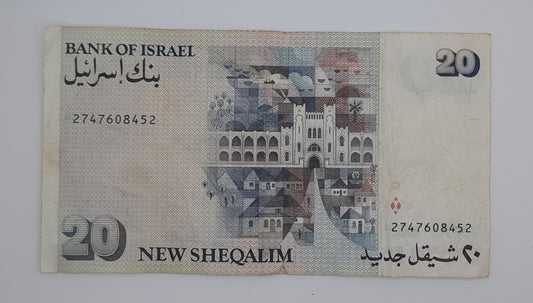 BANK OF ISRAEL
بنك إسرائيل
20
2747608452
2747608452
20
NEW SHEQALIM
٢٠ شيقل جديد